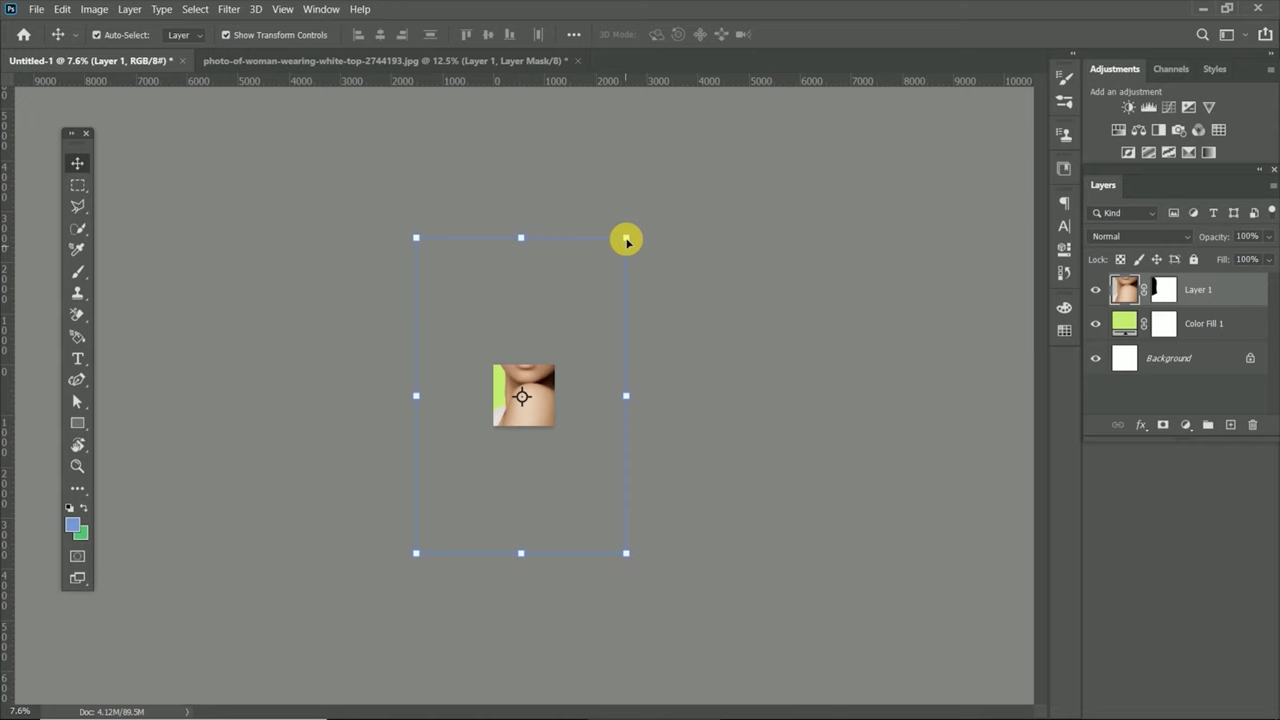 Ps File Edit Image Layer Type Select Filter 3D View Window Help
Auto-Select: Layer Show Transform Controls 3D Mode:
Untitled-1 @ 7.6% (Layer 1, RGB/8#) * photo-of-woman-wearing-white-top-2744193.jpg @ 12.5% (Layer 1, Layer Mask/8) *
9000 8000 7000 6000 5000 4000 3000 2000 1000 0 1000 2000 3000 4000 5000 6000 7000 8000 9000 10000
Adjustments Channels Styles
Add an adjustment
Layers
Kind
Normal Opacity: 100%
Lock: Fill: 100%
Layer 1
Color Fill 1
Background
7.6% Doc: 4.12M/89.5M